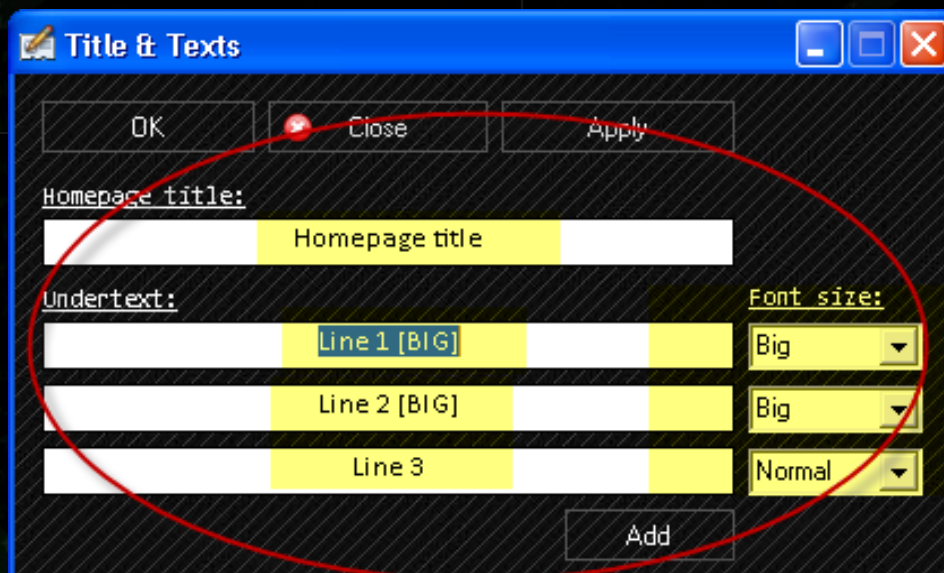 Title & Texts
OK Close Apply
Homepage title:
Homepage title
Undertext: Font size:
Line 1 [BIG] Big
Line 2 [BIG] Big
Line 3 Normal
Add